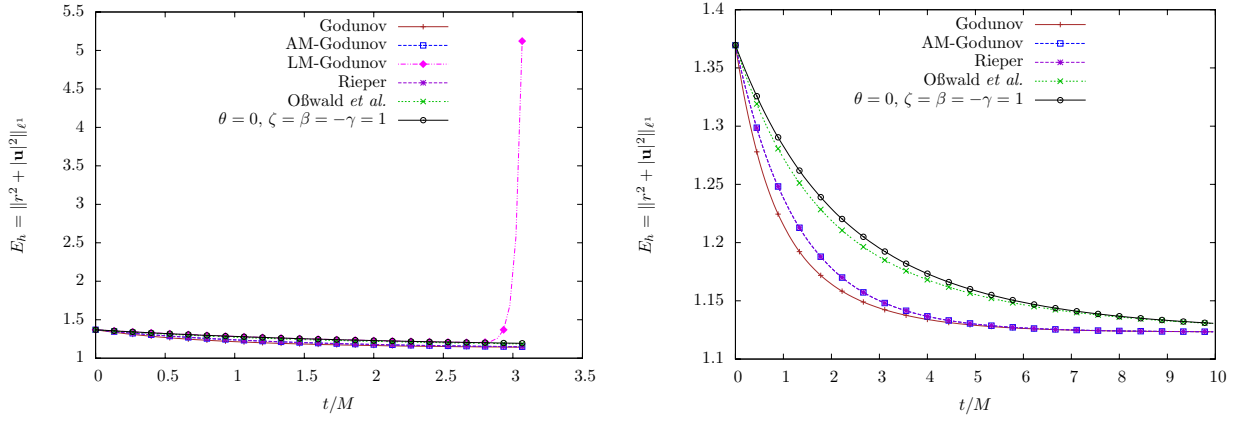 5.5
5
4.5
4
3.5
3
2.5
2
1.5
1
0 0.5 1 1.5 2 2.5 3 3.5
E_h = ||r² + |𝐮|²||_{ℓ¹}
t/M
Godunov
AM-Godunov
LM-Godunov
Rieper
Oßwald et al.
θ = 0, ζ = β = −γ = 1
1.4
1.35
1.3
1.25
1.2
1.15
1.1
0 1 2 3 4 5 6 7 8 9 10
E_h = ||r² + |𝐮|²||_{ℓ¹}
t/M
Godunov
AM-Godunov
Rieper
Oßwald et al.
θ = 0, ζ = β = −γ = 1